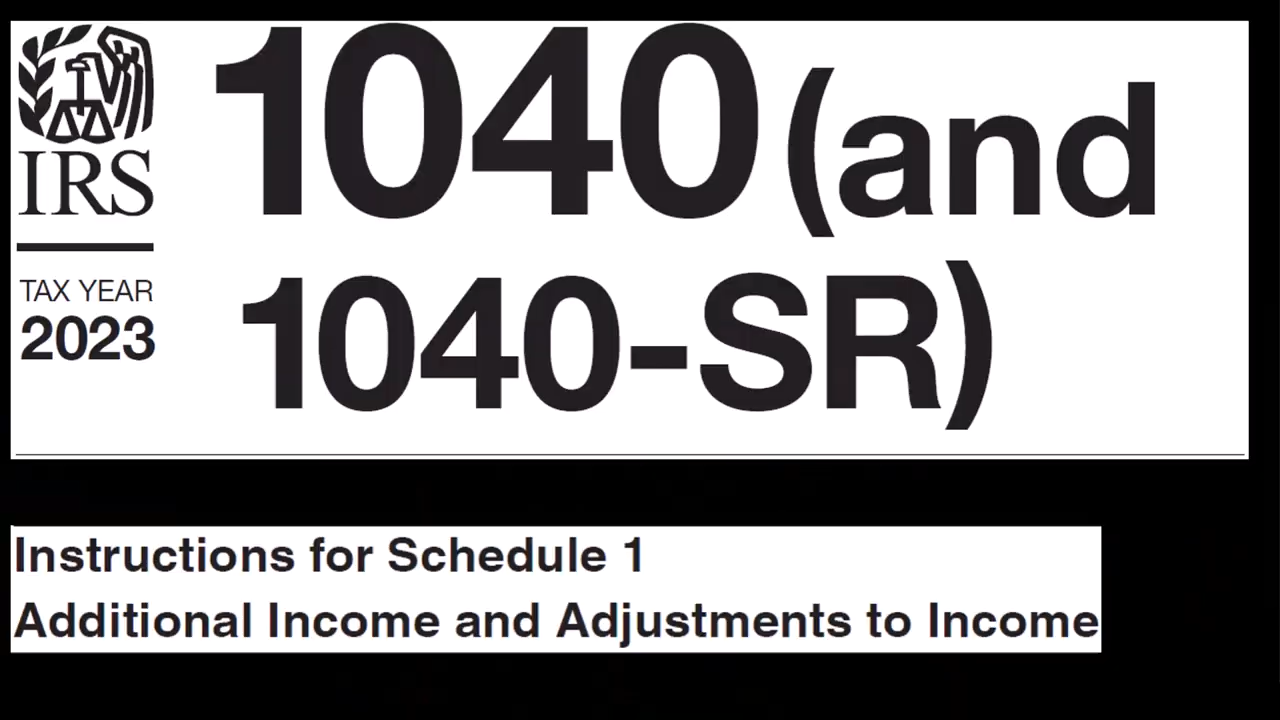 1040 (and
1040-SR)
IRS
TAX YEAR
2023
Instructions for Schedule 1
Additional Income and Adjustments to Income